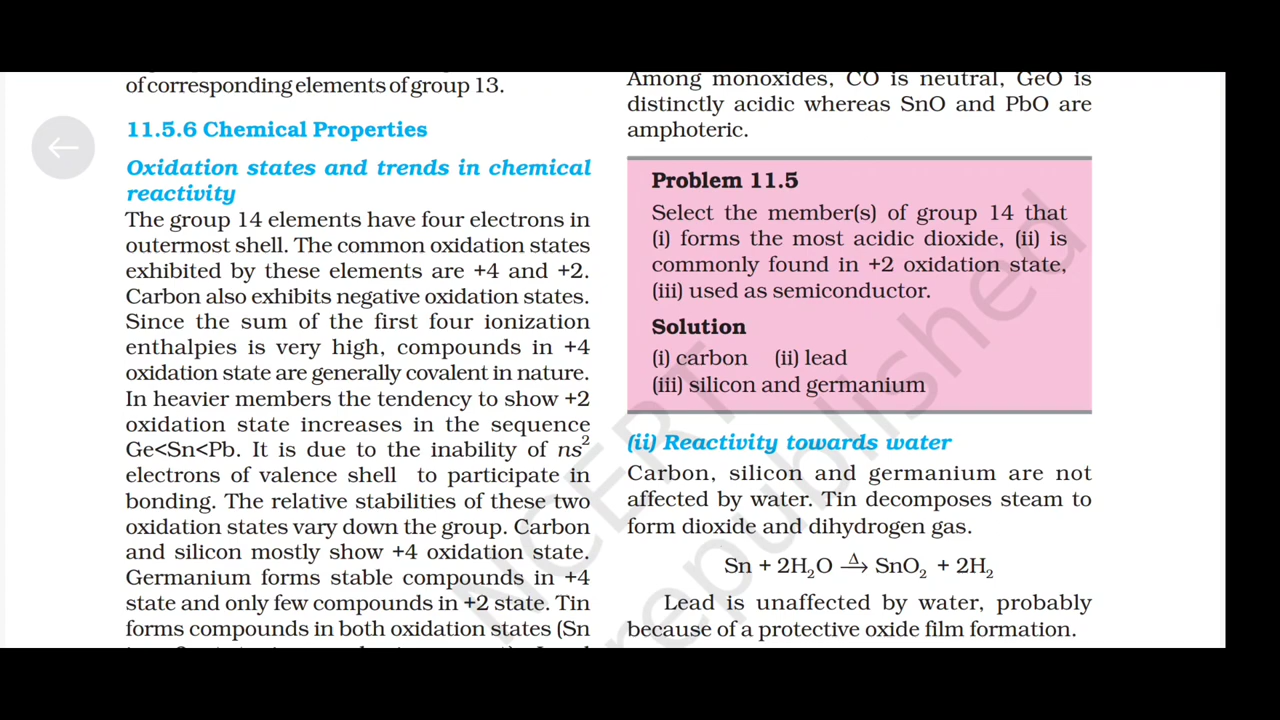 of corresponding elements of group 13.
11.5.6 Chemical Properties
Oxidation states and trends in chemical
reactivity
The group 14 elements have four electrons in
outermost shell. The common oxidation states
exhibited by these elements are +4 and +2.
Carbon also exhibits negative oxidation states.
Since the sum of the first four ionization
enthalpies is very high, compounds in +4
oxidation state are generally covalent in nature.
In heavier members the tendency to show +2
oxidation state increases in the sequence
Ge<Sn<Pb. It is due to the inability of ns²
electrons of valence shell to participate in
bonding. The relative stabilities of these two
oxidation states vary down the group. Carbon
and silicon mostly show +4 oxidation state.
Germanium forms stable compounds in +4
state and only few compounds in +2 state. Tin
forms compounds in both oxidation states (Sn
Among monoxides, CO is neutral, GeO is
distinctly acidic whereas SnO and PbO are
amphoteric.
Problem 11.5
Select the member(s) of group 14 that
(i) forms the most acidic dioxide, (ii) is
commonly found in +2 oxidation state,
(iii) used as semiconductor.
Solution
(i) carbon (ii) lead
(iii) silicon and germanium
(ii) Reactivity towards water
Carbon, silicon and germanium are not
affected by water. Tin decomposes steam to
form dioxide and dihydrogen gas.
Sn + 2H₂O —Δ→ SnO₂ + 2H₂
Lead is unaffected by water, probably
because of a protective oxide film formation.
NCERT
republished